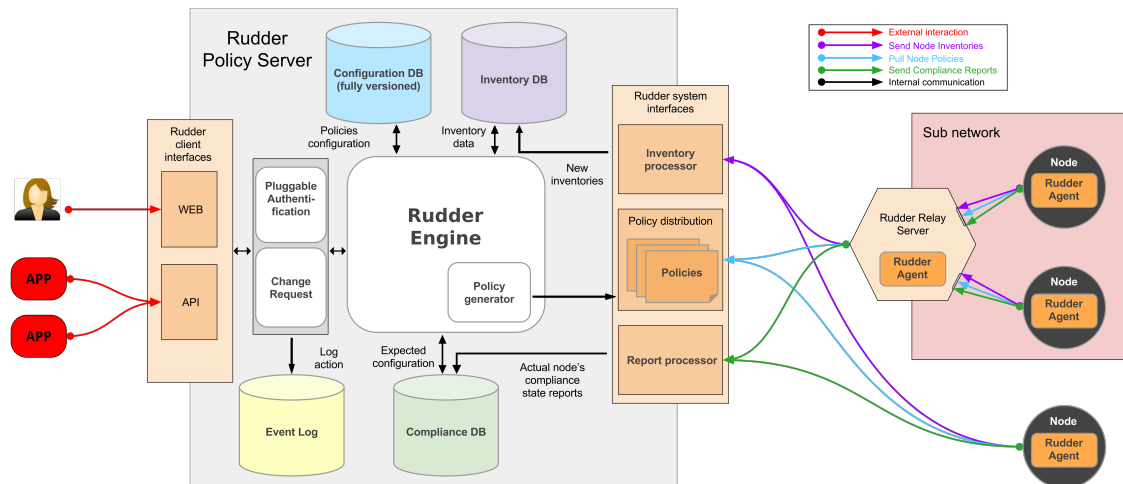 Rudder
Policy Server
Configuration DB
(fully versioned)
Inventory DB
External interaction
Send Node Inventories
Pull Node Policies
Send Compliance Reports
Internal communication
Rudder system
interfaces
Policies
configuration
Inventory
data
Rudder
client
interfaces
New
inventories
Inventory
processor
Sub network
Node
Rudder
Agent
Pluggable
Authenti-
fication
WEB
Rudder
Engine
Policy distribution
Policies
Rudder Relay
Server
Rudder
Agent
Change
Request
Policy
generator
API
APP
APP
Node
Rudder
Agent
Log
action
Expected
configuration
Actual node's
compliance
state reports
Report processor
Event Log
Compliance DB
Node
Rudder
Agent